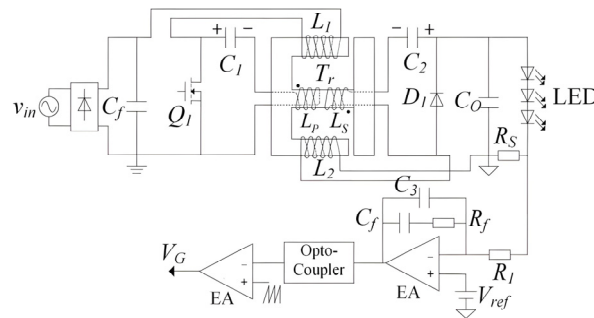 L1
+ −
− +
C1
Tr
C2
vin
Cf
Q1
LP
LS
D1
CO
LED
RS
L2
C3
Cf
Rf
VG
Opto-
Coupler
−
+
EA
−
+
EA
R1
Vref